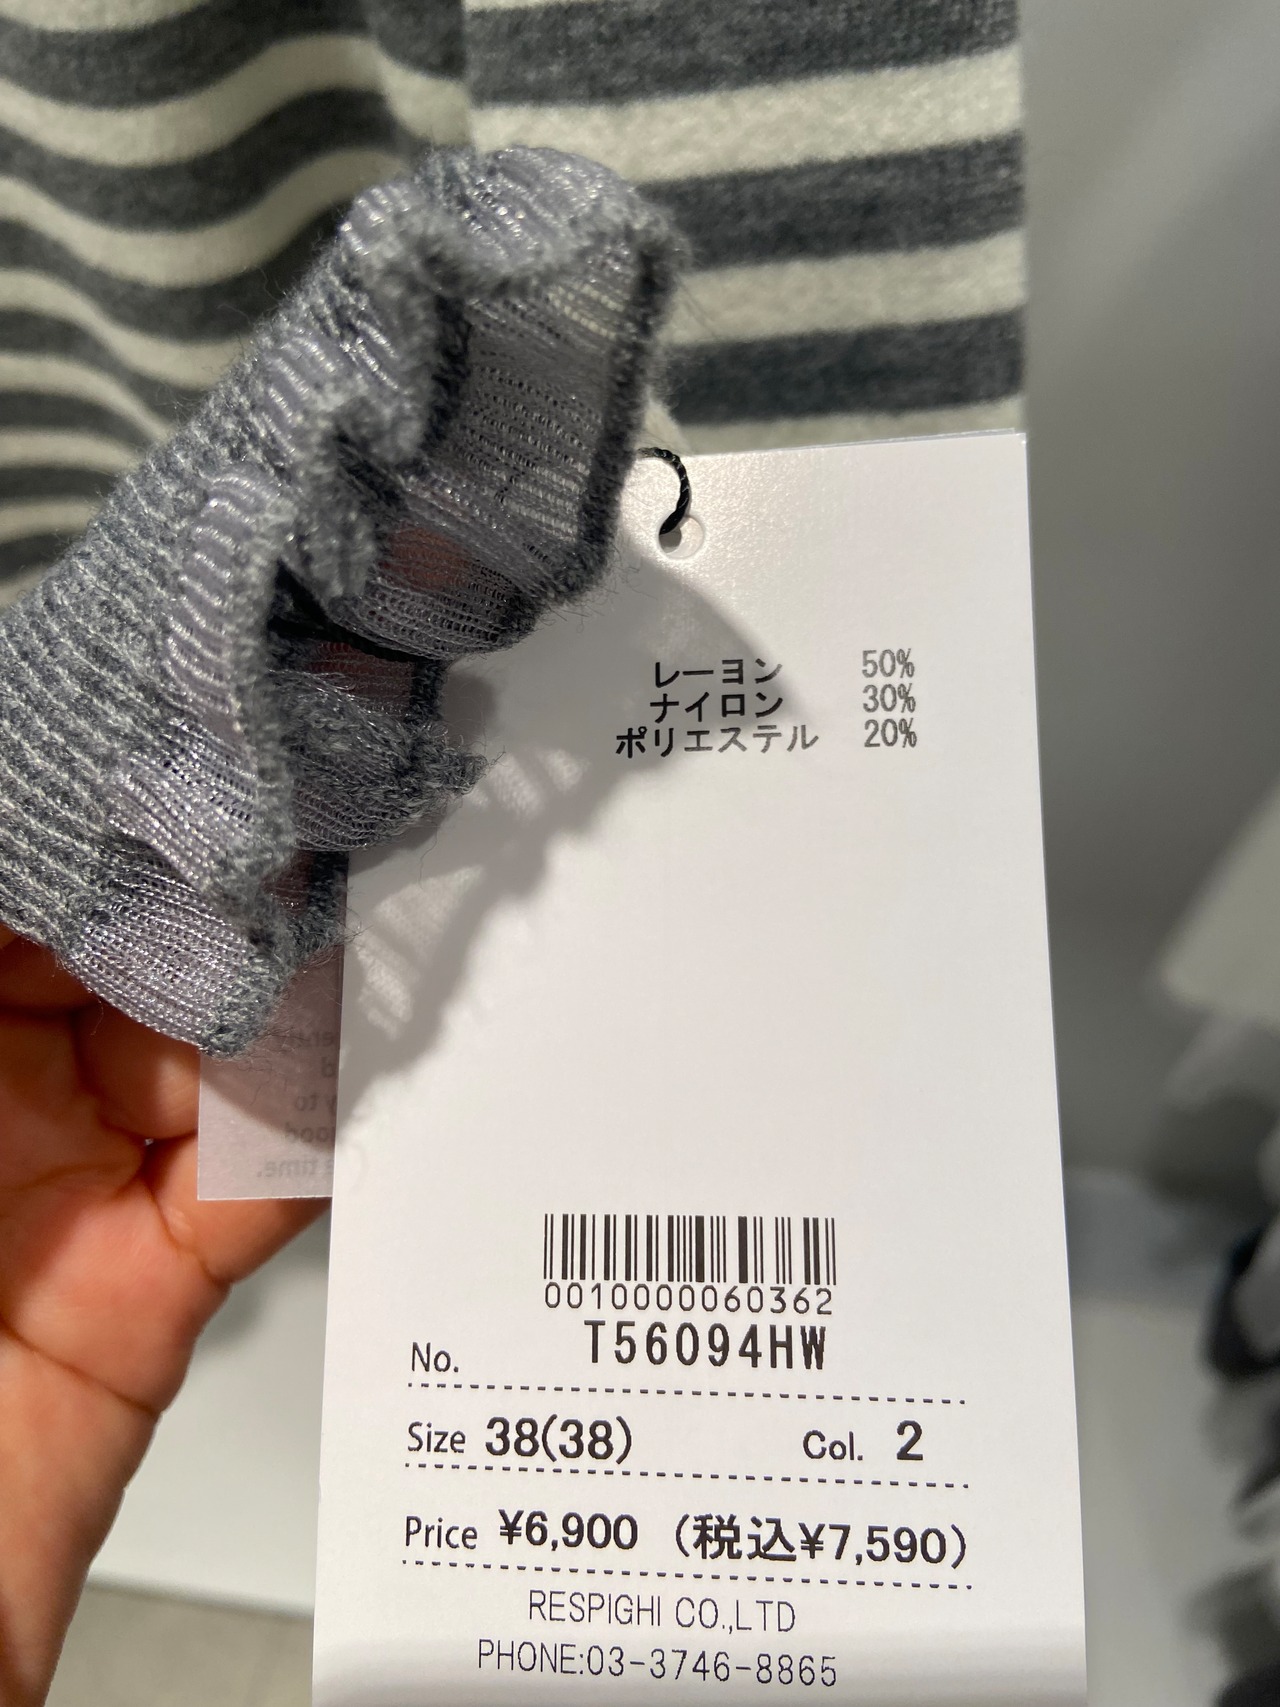 レーヨン 50%
ナイロン 30%
ポリエステル 20%
0010000060362
No. T56094HW
Size 38(38) Col. 2
Price ¥6,900 (税込¥7,590)
RESPIGHI CO.,LTD
PHONE:03-3746-8865